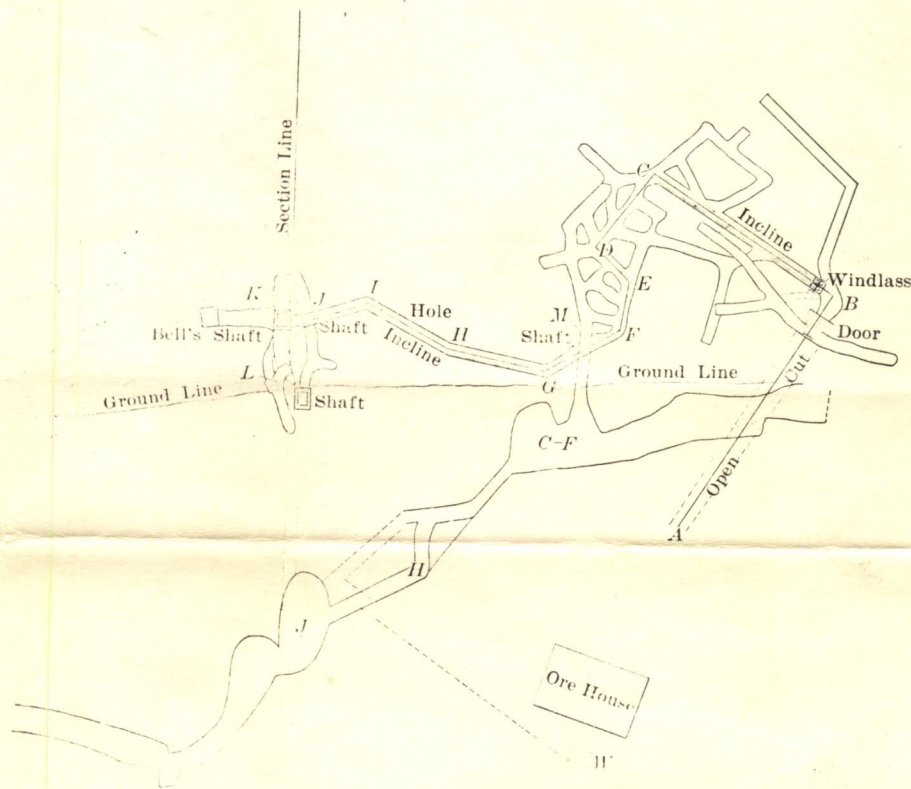 Section Line
C
Incline
D
Windlass
K
J
I
Hole
E
B
M
Bell's Shaft
Shaft
Incline
H
Shaft
F
Door
L
G
Ground Line
Cut
Ground Line
Shaft
C-F
Open
A
H
J
Ore House
W